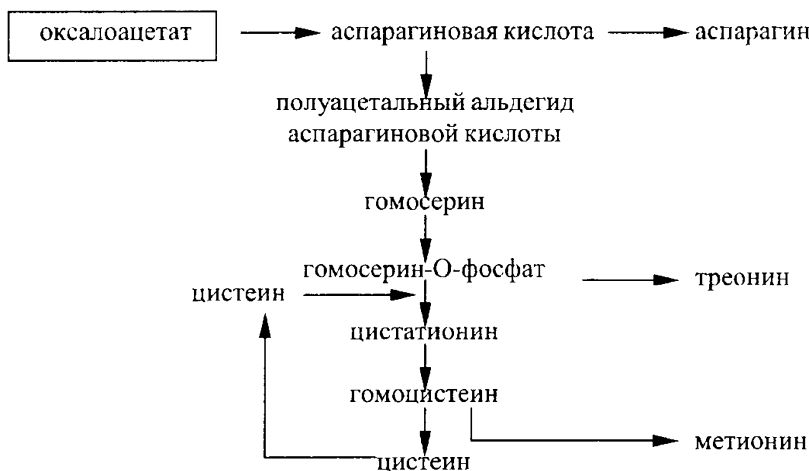 оксалоацетат
аспарагиновая кислота
аспарагин
полуацетальный альдегид
аспарагиновой кислоты
гомосерин
гомосерин-О-фосфат
треонин
цистеин
цистатионин
гомоцистеин
метионин
цистеин